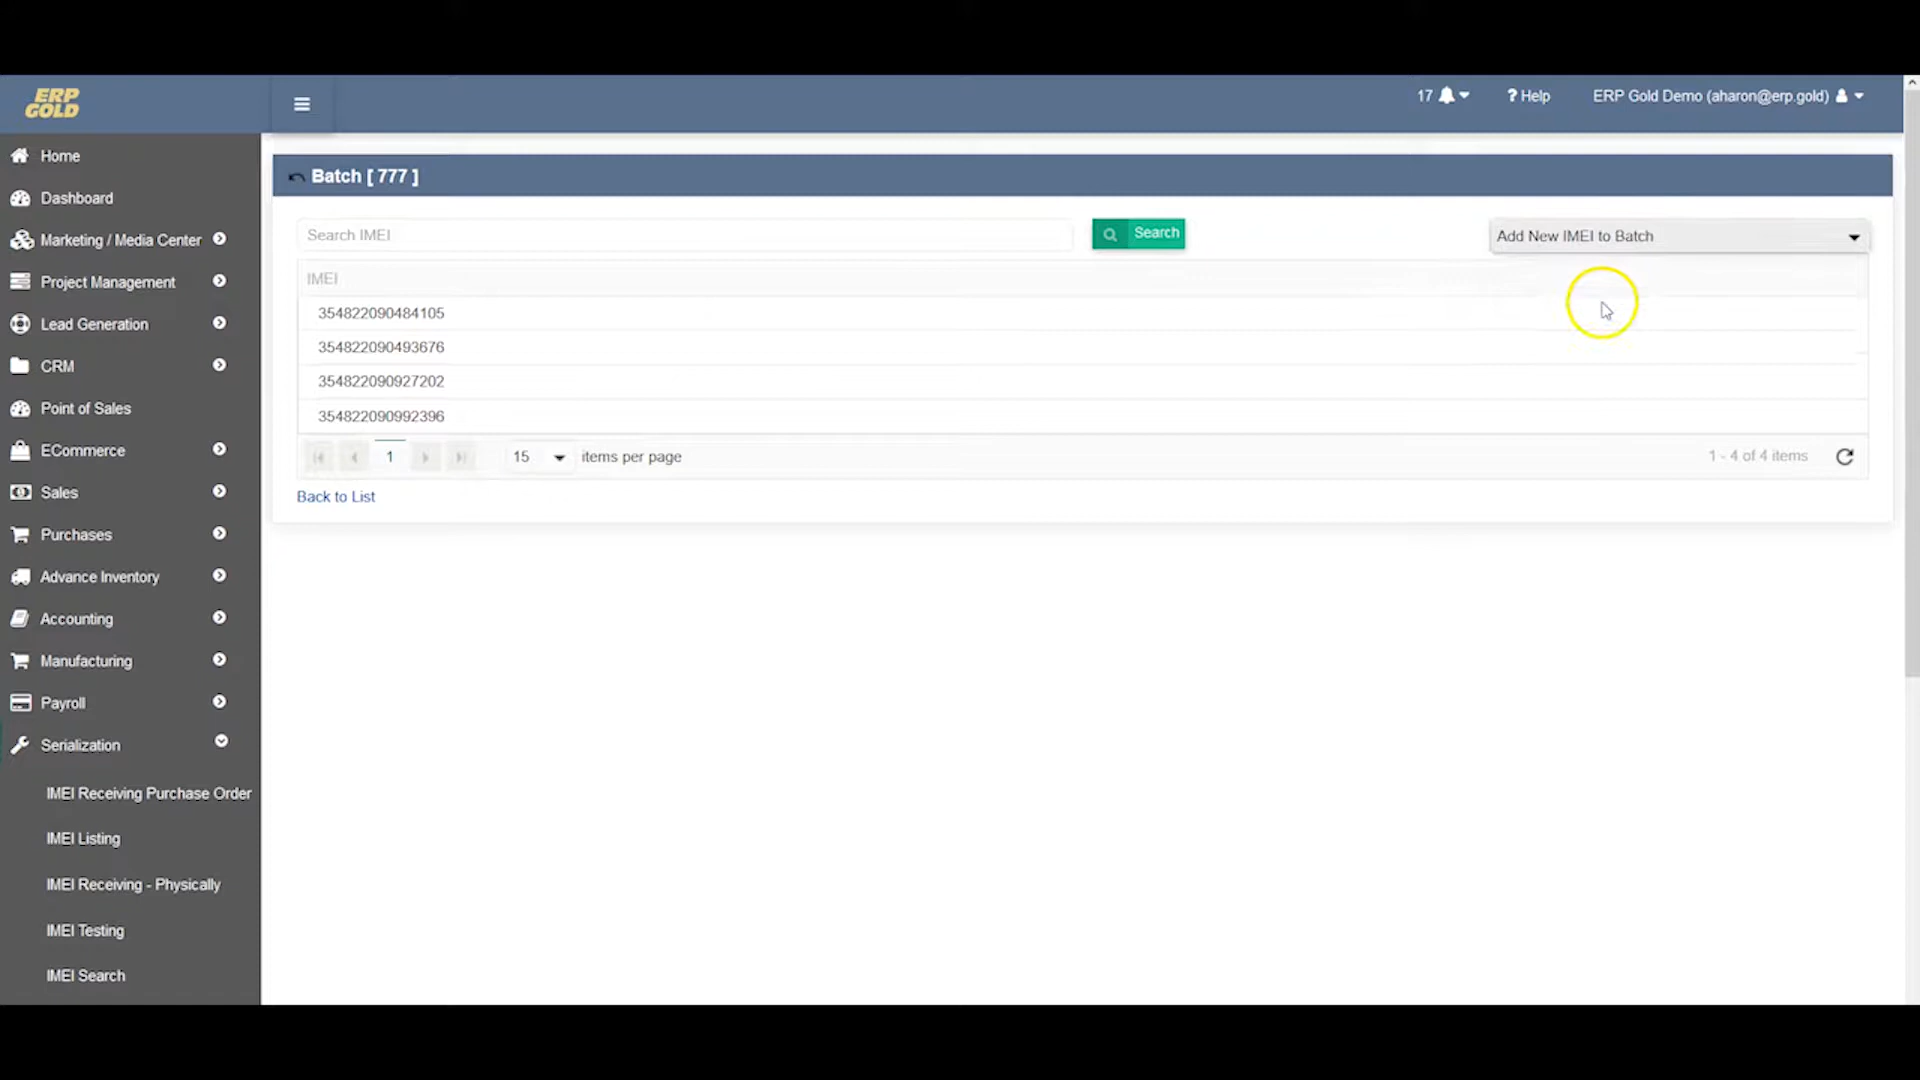 ERP
GOLD
17
? Help
ERP Gold Demo (aharon@erp.gold)
Home
Dashboard
Marketing / Media Center
Project Management
Lead Generation
CRM
Point of Sales
ECommerce
Sales
Purchases
Advance Inventory
Accounting
Manufacturing
Payroll
Serialization
IMEI Receiving Purchase Order
IMEI Listing
IMEI Receiving - Physically
IMEI Testing
IMEI Search
Batch [ 777 ]
Search IMEI
Search
Add New IMEI to Batch
IMEI
354822090484105
354822090493676
354822090927202
354822090992396
1
15
items per page
1 - 4 of 4 items
Back to List